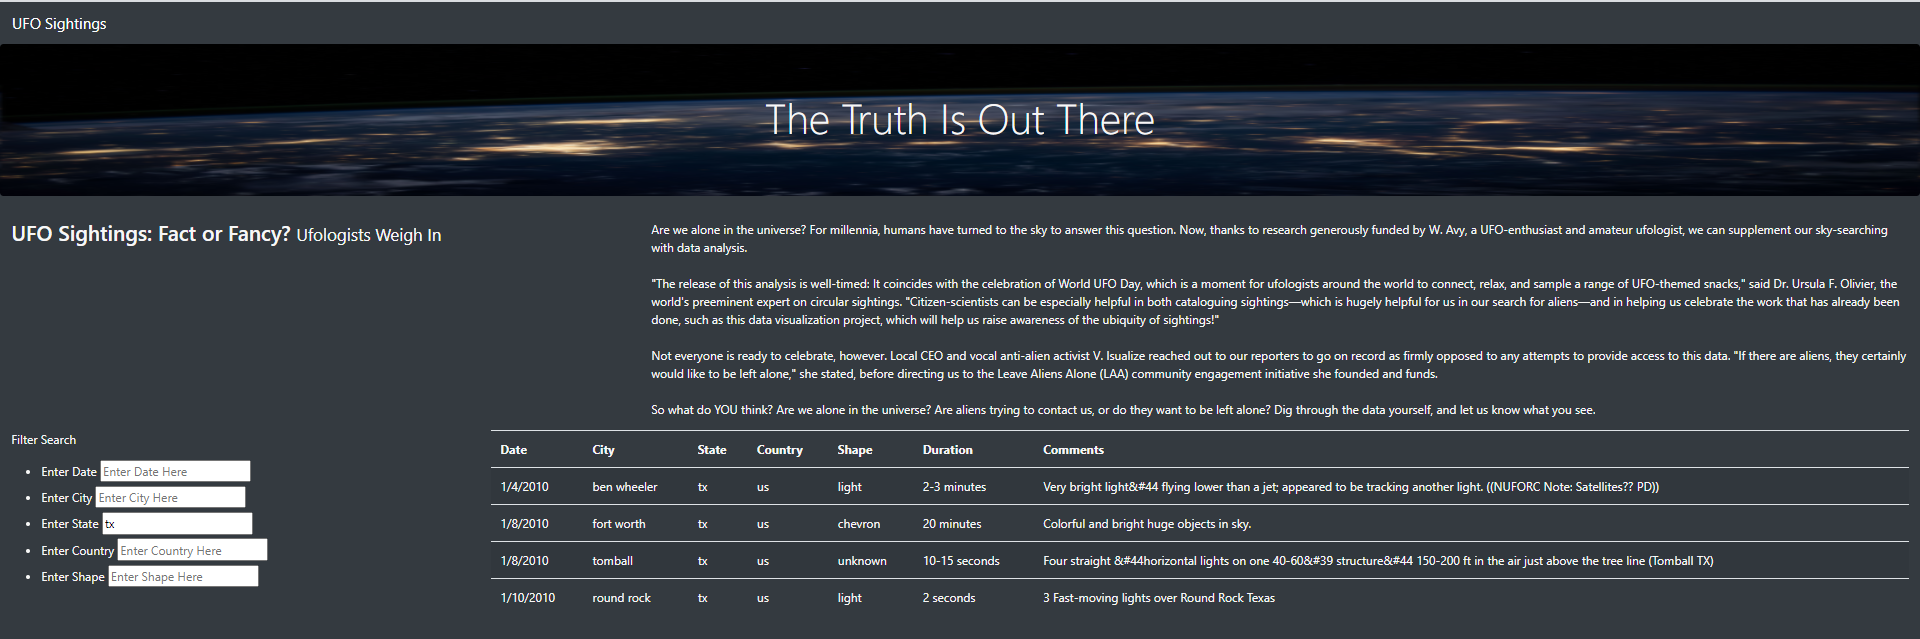 UFO Sightings
The Truth Is Out There
UFO Sightings: Fact or Fancy? Ufologists Weigh In
Are we alone in the universe? For millennia, humans have turned to the sky to answer this question. Now, thanks to research generously funded by W. Avy, a UFO-enthusiast and amateur ufologist, we can supplement our sky-searching
with data analysis.
"The release of this analysis is well-timed: It coincides with the celebration of World UFO Day, which is a moment for ufologists around the world to connect, relax, and sample a range of UFO-themed snacks," said Dr. Ursula F. Olivier, the
world's preeminent expert on circular sightings. "Citizen-scientists can be especially helpful in both cataloguing sightings—which is hugely helpful for us in our search for aliens—and in helping us celebrate the work that has already been
done, such as this data visualization project, which will help us raise awareness of the ubiquity of sightings!"
Not everyone is ready to celebrate, however. Local CEO and vocal anti-alien activist V. Isualize reached out to our reporters to go on record as firmly opposed to any attempts to provide access to this data. "If there are aliens, they certainly
would like to be left alone," she stated, before directing us to the Leave Aliens Alone (LAA) community engagement initiative she founded and funds.
So what do YOU think? Are we alone in the universe? Are aliens trying to contact us, or do they want to be left alone? Dig through the data yourself, and let us know what you see.
Filter Search
• Enter Date Enter Date Here
• Enter City Enter City Here
• Enter State tx
• Enter Country Enter Country Here
• Enter Shape Enter Shape Here
Date City State Country Shape Duration Comments
1/4/2010 ben wheeler tx us light 2-3 minutes Very bright light&#44 flying lower than a jet; appeared to be tracking another light. ((NUFORC Note: Satellites?? PD))
1/8/2010 fort worth tx us chevron 20 minutes Colorful and bright huge objects in sky.
1/8/2010 tomball tx us unknown 10-15 seconds Four straight &#44horizontal lights on one 40-60&#39 structure&#44 150-200 ft in the air just above the tree line (Tomball TX)
1/10/2010 round rock tx us light 2 seconds 3 Fast-moving lights over Round Rock Texas